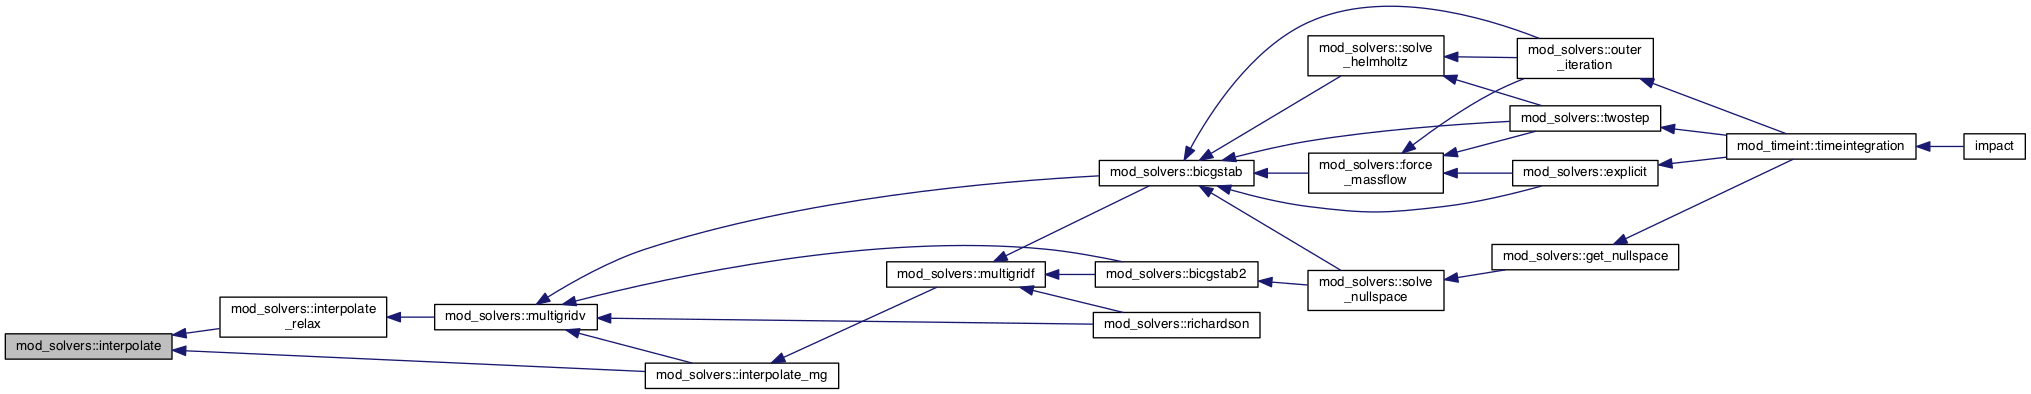 mod_solvers::interpolate
mod_solvers::interpolate
_relax
mod_solvers::multigridv
mod_solvers::interpolate_mg
mod_solvers::multigridf
mod_solvers::bicgstab
mod_solvers::bicgstab2
mod_solvers::richardson
mod_solvers::solve
_helmholtz
mod_solvers::force
_massflow
mod_solvers::solve
_nullspace
mod_solvers::outer
_iteration
mod_solvers::twostep
mod_solvers::explicit
mod_solvers::get_nullspace
mod_timeint::timeintegration
impact